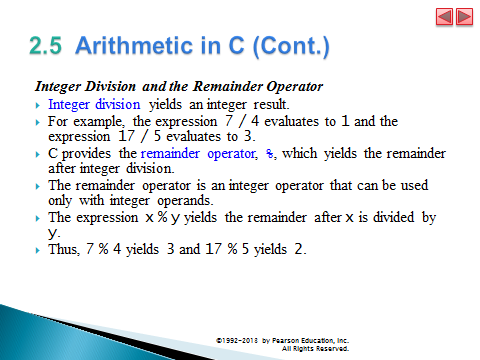 2.5 Arithmetic in C (Cont.)
Integer Division and the Remainder Operator
Integer division yields an integer result.
For example, the expression 7 / 4 evaluates to 1 and the
expression 17 / 5 evaluates to 3.
C provides the remainder operator, %, which yields the remainder
after integer division.
The remainder operator is an integer operator that can be used
only with integer operands.
The expression x % y yields the remainder after x is divided by
y.
Thus, 7 % 4 yields 3 and 17 % 5 yields 2.
©1992-2013 by Pearson Education, Inc.
All Rights Reserved.